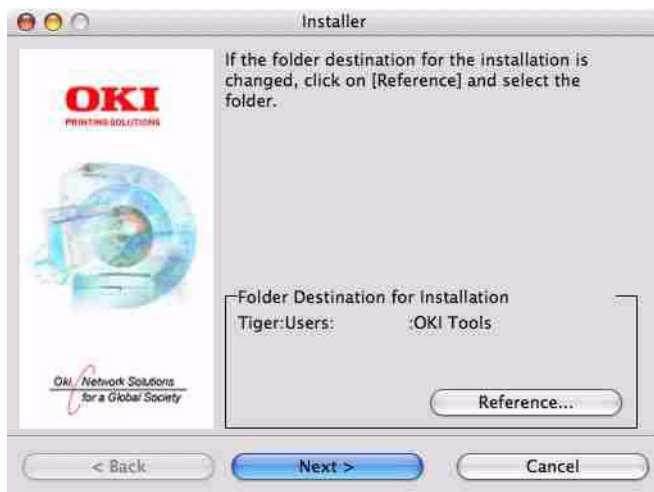 Installer
If the folder destination for the installation is
changed, click on [Reference] and select the
folder.
OKI
PRINTING SOLUTIONS
Folder Destination for Installation
Tiger:Users: :OKI Tools
Oki, Network Solutions
for a Global Society
Reference...
< Back
Next >
Cancel